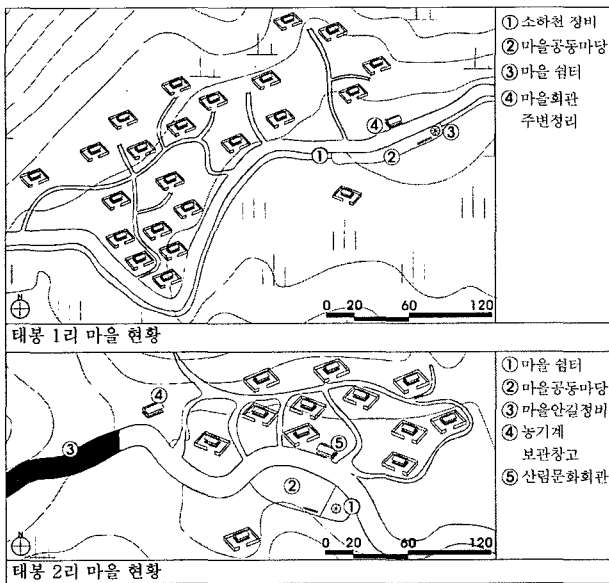 ① 소하천 장비
② 마을공동마당
③ 마을 쉼터
④ 마을회관
주변정리
④
③
①
②
N
0 20 60 120
태봉 1리 마을 현황
① 마을 쉼터
② 마을공동마당
③ 마을안길정비
④ 농기계
보관창고
⑤ 산림문화회관
④
⑤
③
②
①
N
0 20 60 120
태봉 2리 마을 현황